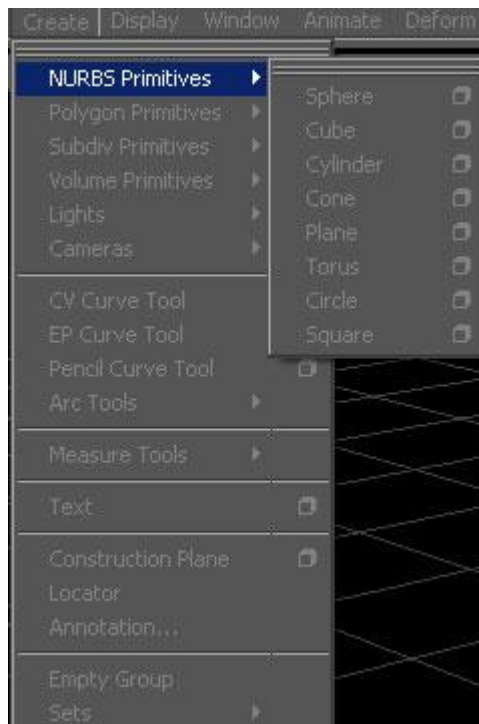 Create Display Window Animate Deform
NURBS Primitives
Polygon Primitives
Subdiv Primitives
Volume Primitives
Lights
Cameras
CV Curve Tool
EP Curve Tool
Pencil Curve Tool
Arc Tools
Measure Tools
Text
Construction Plane
Locator
Annotation...
Empty Group
Sets
Sphere
Cube
Cylinder
Cone
Plane
Torus
Circle
Square